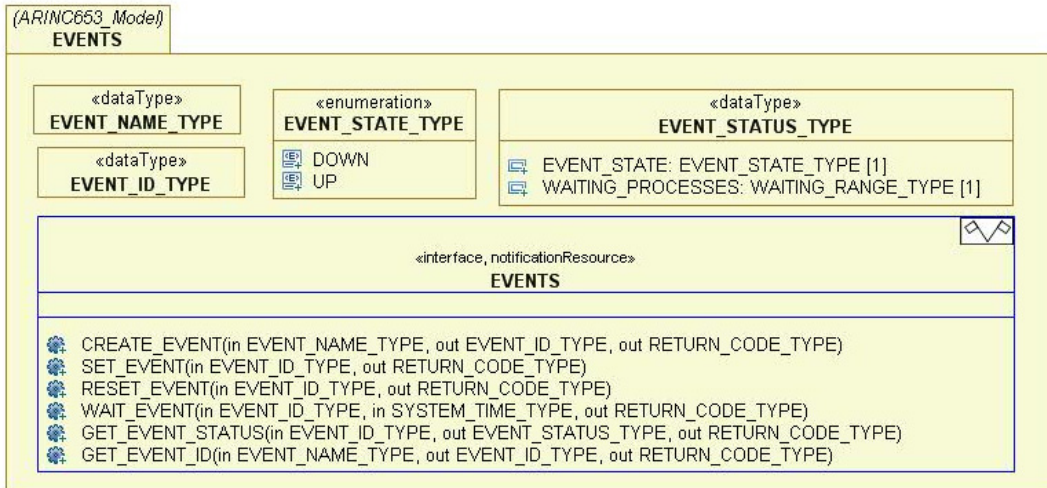 (ARINC653_Model)
EVENTS
«dataType»
EVENT_NAME_TYPE
«dataType»
EVENT_ID_TYPE
«enumeration»
EVENT_STATE_TYPE
DOWN
UP
«dataType»
EVENT_STATUS_TYPE
EVENT_STATE: EVENT_STATE_TYPE [1]
WAITING_PROCESSES: WAITING_RANGE_TYPE [1]
«interface, notificationResource»
EVENTS
CREATE_EVENT(in EVENT_NAME_TYPE, out EVENT_ID_TYPE, out RETURN_CODE_TYPE)
SET_EVENT(in EVENT_ID_TYPE, out RETURN_CODE_TYPE)
RESET_EVENT(in EVENT_ID_TYPE, out RETURN_CODE_TYPE)
WAIT_EVENT(in EVENT_ID_TYPE, in SYSTEM_TIME_TYPE, out RETURN_CODE_TYPE)
GET_EVENT_STATUS(in EVENT_ID_TYPE, out EVENT_STATUS_TYPE, out RETURN_CODE_TYPE)
GET_EVENT_ID(in EVENT_NAME_TYPE, out EVENT_ID_TYPE, out RETURN_CODE_TYPE)